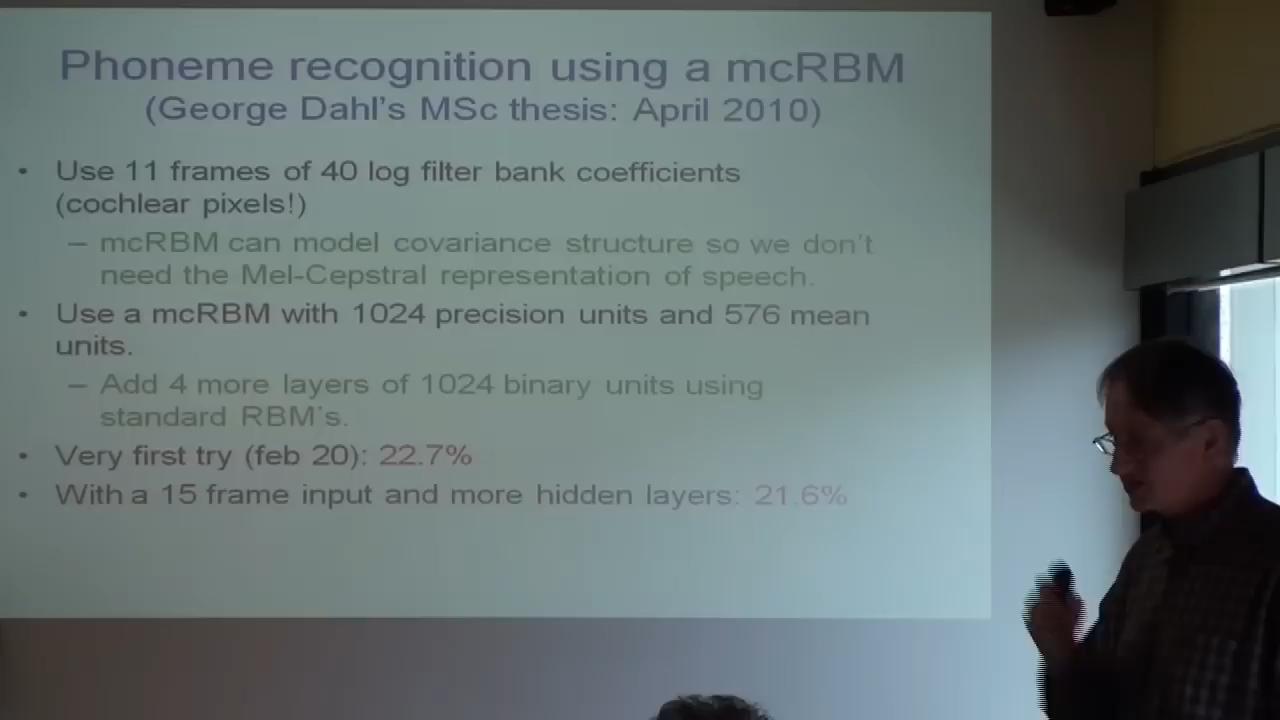 Phoneme recognition using a mcRBM
(George Dahl's MSc thesis: April 2010)
• Use 11 frames of 40 log filter bank coefficients
(cochlear pixels!)
– mcRBM can model covariance structure so we don't
need the Mel-Cepstral representation of speech.
• Use a mcRBM with 1024 precision units and 576 mean
units.
– Add 4 more layers of 1024 binary units using
standard RBM's.
• Very first try (feb 20): 22.7%
• With a 15 frame input and more hidden layers: 21.6%